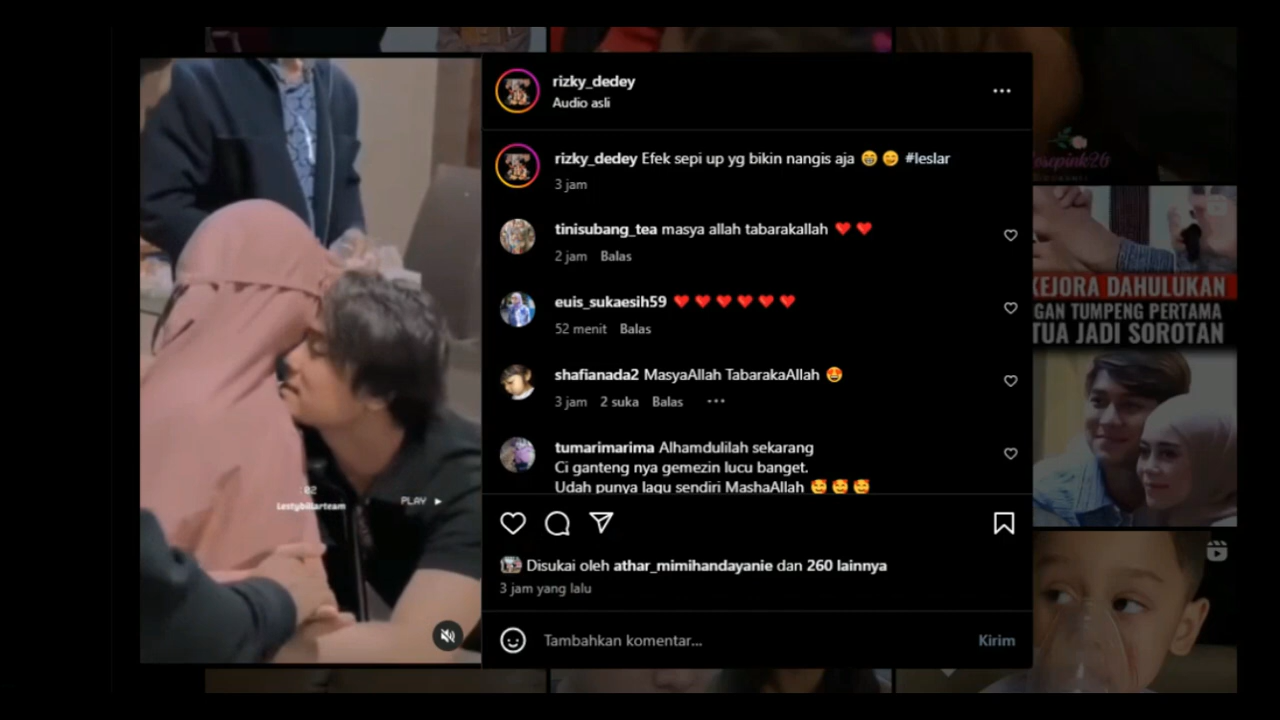 rizky_dedey
Audio asli
rizky_dedey Efek sepi up yg bikin nangis aja 😁 😊 #leslar
3 jam
tinisubang_tea masya allah tabarakallah ❤️ ❤️
2 jam Balas
euis_sukaesih59 ❤️ ❤️ ❤️ ❤️ ❤️ ❤️
52 menit Balas
shafianada2 MasyaAllah TabarakaAllah 🤩
3 jam 2 suka Balas
tumarimarima Alhamdulilah sekarang
Ci ganteng nya gemezin lucu banget.
Udah punya lagu sendiri MashaAllah 🥰 🥰 🥰
Disukai oleh athar_mimihandayanie dan 260 lainnya
3 jam yang lalu
Tambahkan komentar...
Kirim
:02
Lestybillarteam
PLAY
KEJORA DAHULUKAN
GAN TUMPENG PERTAMA
TUA JADI SOROTAN